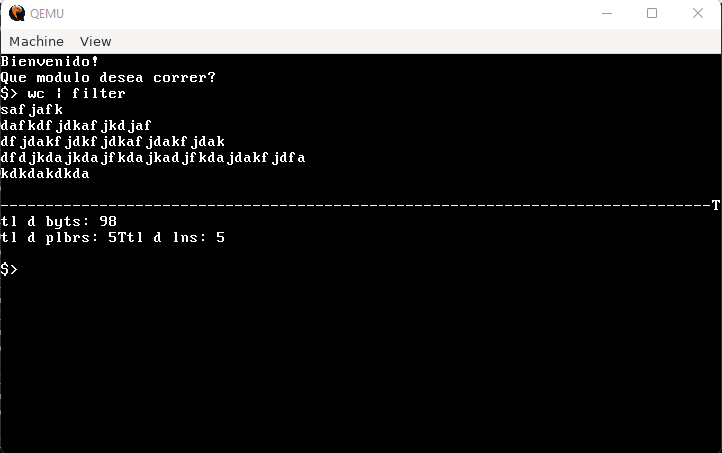 QEMU
Machine View
Bienvenido!
Que modulo desea correr?
$> wc | filter
safjafk
dafkdfjdkafjkdjaf
dfjdakfjdkfjdkafjdakfjdak
dfdjkdajkdajfkdajkadjfkdajdakfjdfa
kdkdakdkda
--------------------------------------------------------------------------------T
tl d byts: 98
tl d plbrs: 5Ttl d lns: 5
$>